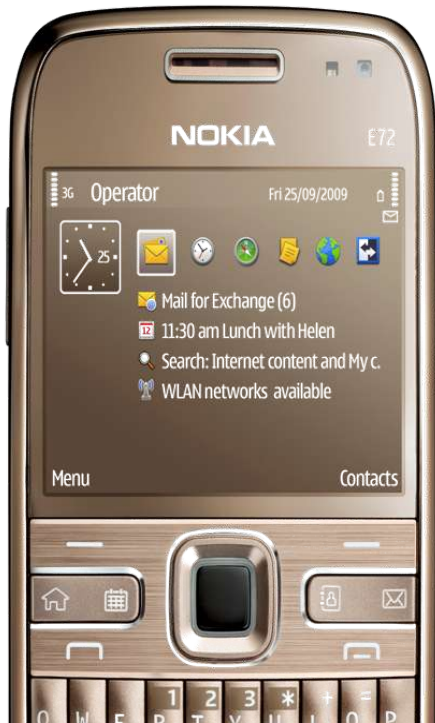 NOKIA
E72
3G Operator Fri 25/09/2009
25
Mail for Exchange (6)
12 11:30 am Lunch with Helen
Search: Internet content and My c.
WLAN networks available
Menu Contacts
1 2 3 * + =
Q W E R T Y U I O P